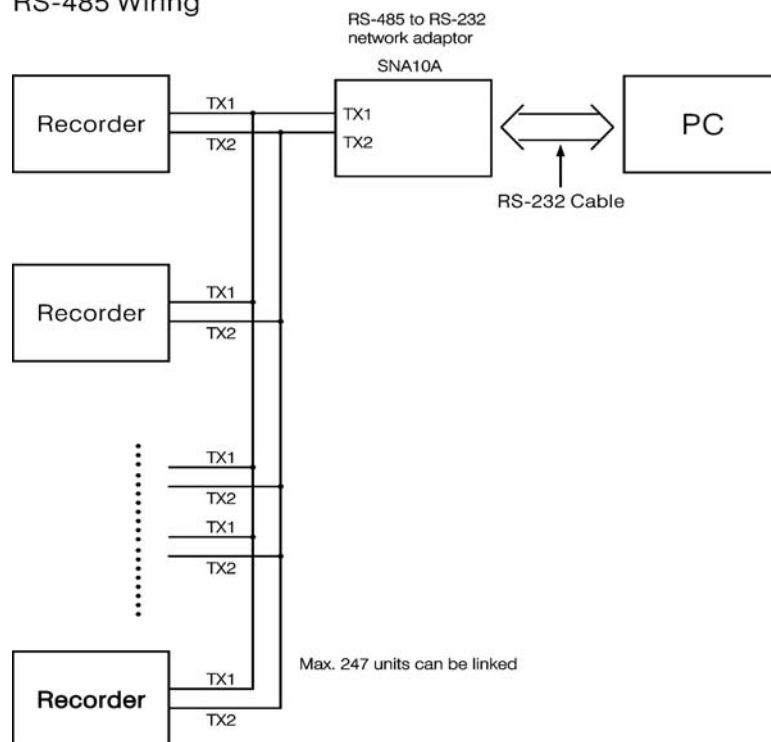 RS-485 Wiring
RS-485 to RS-232
network adaptor
SNA10A
Recorder
TX1
TX2
TX1
TX2
PC
RS-232 Cable
Recorder
TX1
TX2
TX1
TX2
TX1
TX2
Recorder
TX1
TX2
Max. 247 units can be linked